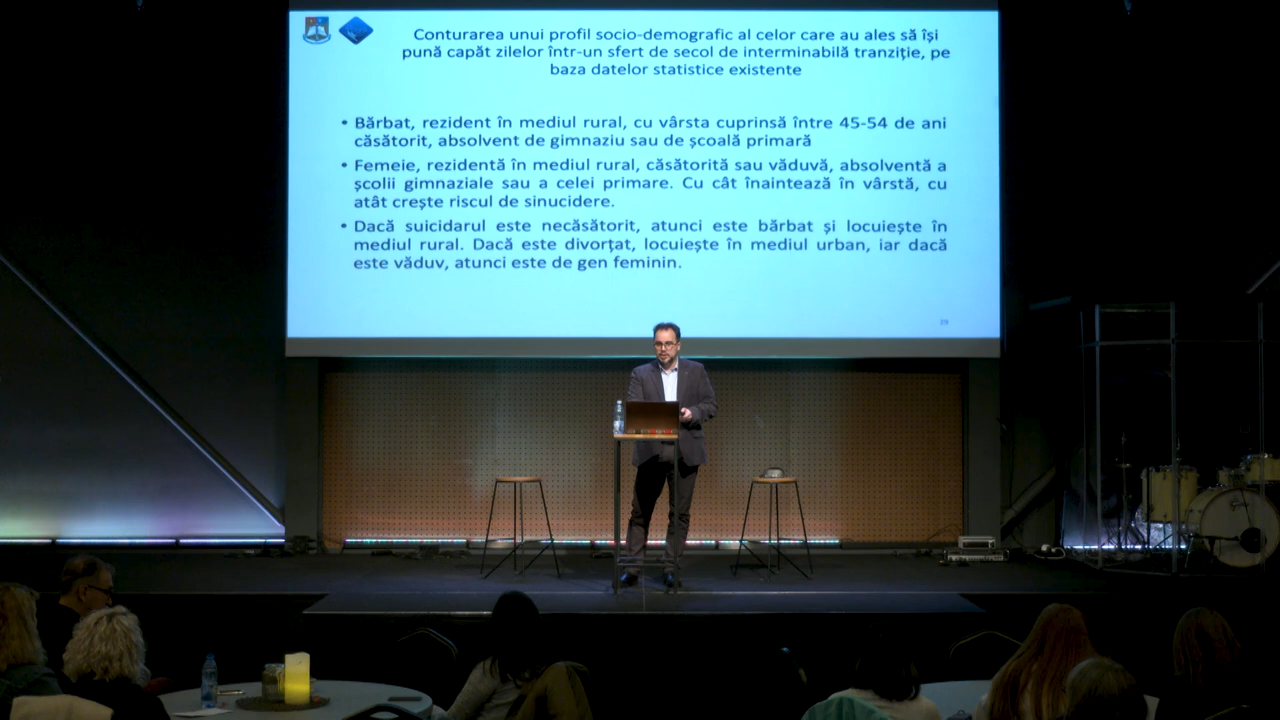 Conturarea unui profil socio-demografic al celor care au ales să își
pună capăt zilelor într-un sfert de secol de interminabilă tranziție, pe
baza datelor statistice existente
• Bărbat, rezident în mediul rural, cu vârsta cuprinsă între 45-54 de ani
căsătorit, absolvent de gimnaziu sau de școală primară
• Femeie, rezidentă în mediul rural, căsătorită sau văduvă, absolventă a
școlii gimnaziale sau a celei primare. Cu cât înaintează în vârstă, cu
atât crește riscul de sinucidere.
• Dacă suicidarul este necăsătorit, atunci este bărbat și locuiește în
mediul rural. Dacă este divorțat, locuiește în mediul urban, iar dacă
este văduv, atunci este de gen feminin.